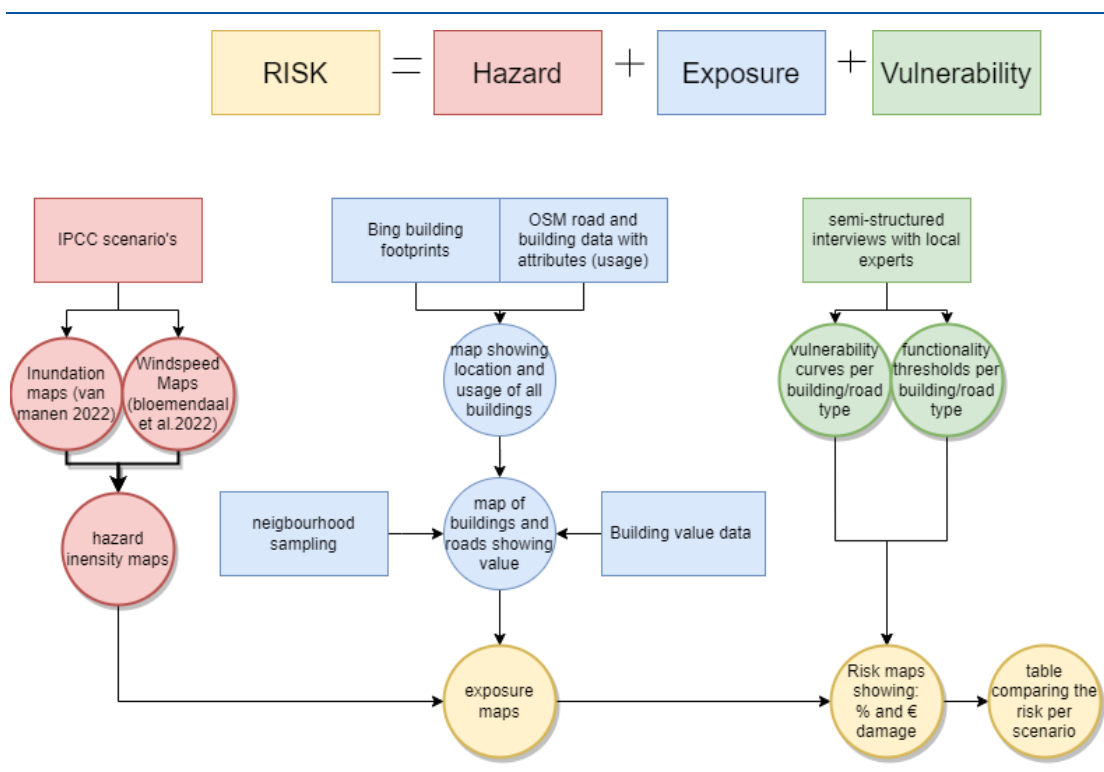 RISK = Hazard + Exposure + Vulnerability
IPCC scenario's
Bing building
footprints
OSM road and
building data with
attributes (usage)
semi-structured
interviews with local
experts
Inundation
maps (van
manen 2022)
Windspeed
Maps
(bloemendaal
et al.2022)
map showing
location and
usage of all
buildings
vulnerability
curves per
building/road
type
functionality
thresholds per
building/road
type
hazard
inensity maps
neigbourhood
sampling
map of
buildings and
roads showing
value
Building value data
exposure
maps
Risk maps
showing:
% and €
damage
table
comparing the
risk per
scenario